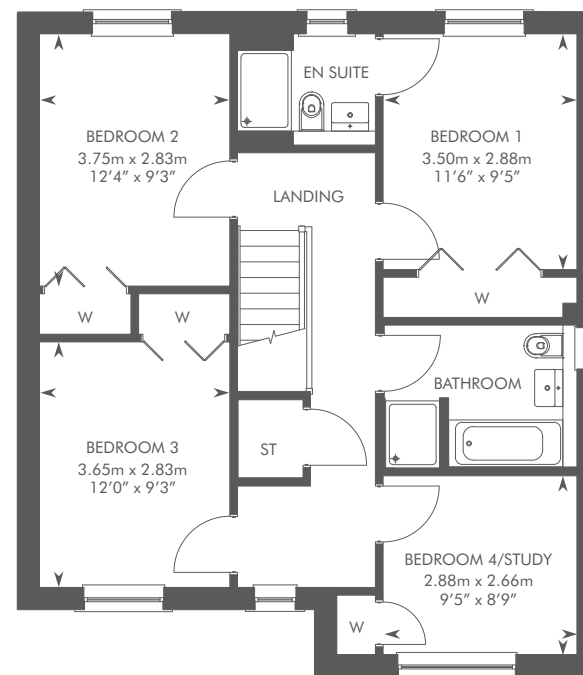 EN SUITE
BEDROOM 2
3.75m x 2.83m
12’4” x 9’3”
BEDROOM 1
3.50m x 2.88m
11’6” x 9’5”
LANDING
W
W
W
BATHROOM
ST
BEDROOM 3
3.65m x 2.83m
12’0” x 9’3”
BEDROOM 4/STUDY
2.88m x 2.66m
9’5” x 8’9”
W